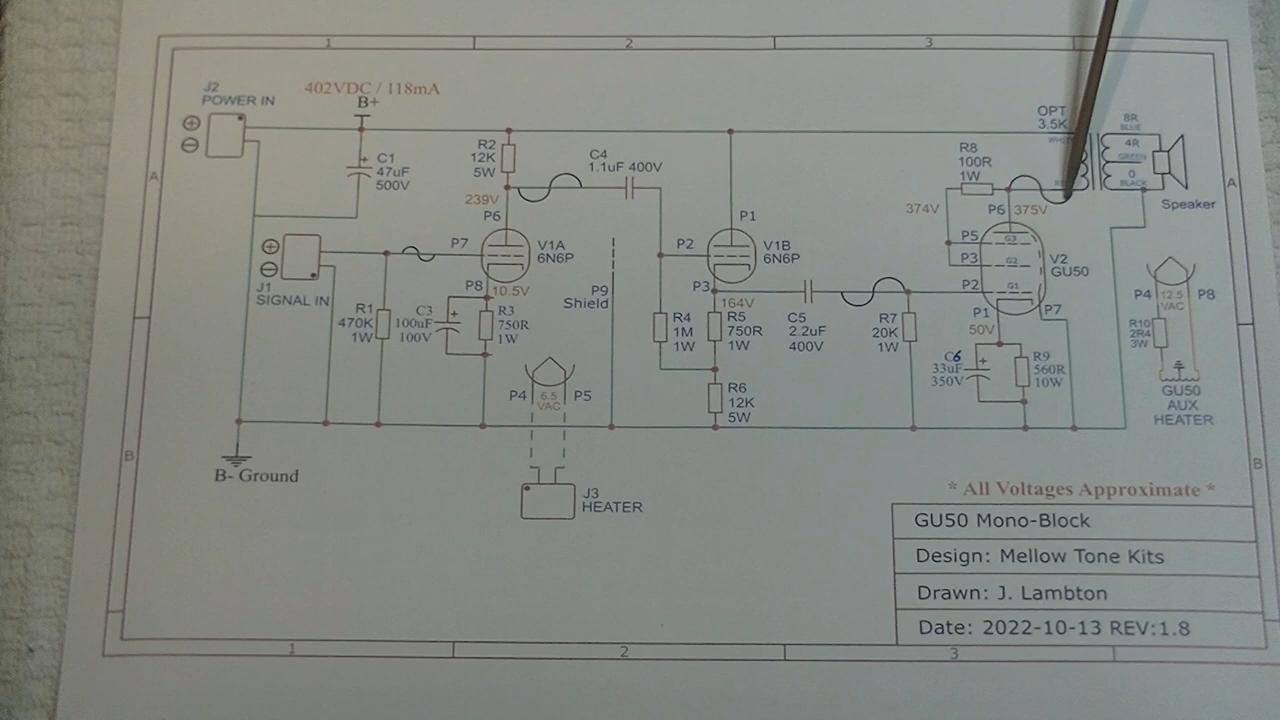 1
2
3
J2
POWER IN
402VDC / 118mA
B+
C1
47uF
500V
R2
12K
5W
C4
1.1uF 400V
239V
P6
P7
V1A
6N6P
P8
10.5V
J1
SIGNAL IN
R1
470K
1W
C3
100uF
100V
R3
750R
1W
P9
Shield
P4
6.5
VAC
P5
J3
HEATER
P1
P2
V1B
6N6P
P3
164V
R4
1M
1W
R5
750R
1W
R6
12K
5W
C5
2.2uF
400V
R7
20K
1W
OPT
3.5K
R8
100R
1W
374V
P6
375V
P5
P3
P2
G3
G2
G1
V2
GU50
P1
P7
50V
C6
33uF
350V
R9
560R
10W
8R
BLUE
4R
GREEN
0
BLACK
Speaker
P4
12.5
VAC
P8
R10
2R4
3W
GU50
AUX
HEATER
B- Ground
A
A
B
B
* All Voltages Approximate *
GU50 Mono-Block
Design: Mellow Tone Kits
Drawn: J. Lambton
Date: 2022-10-13 REV:1.8
1
2
3